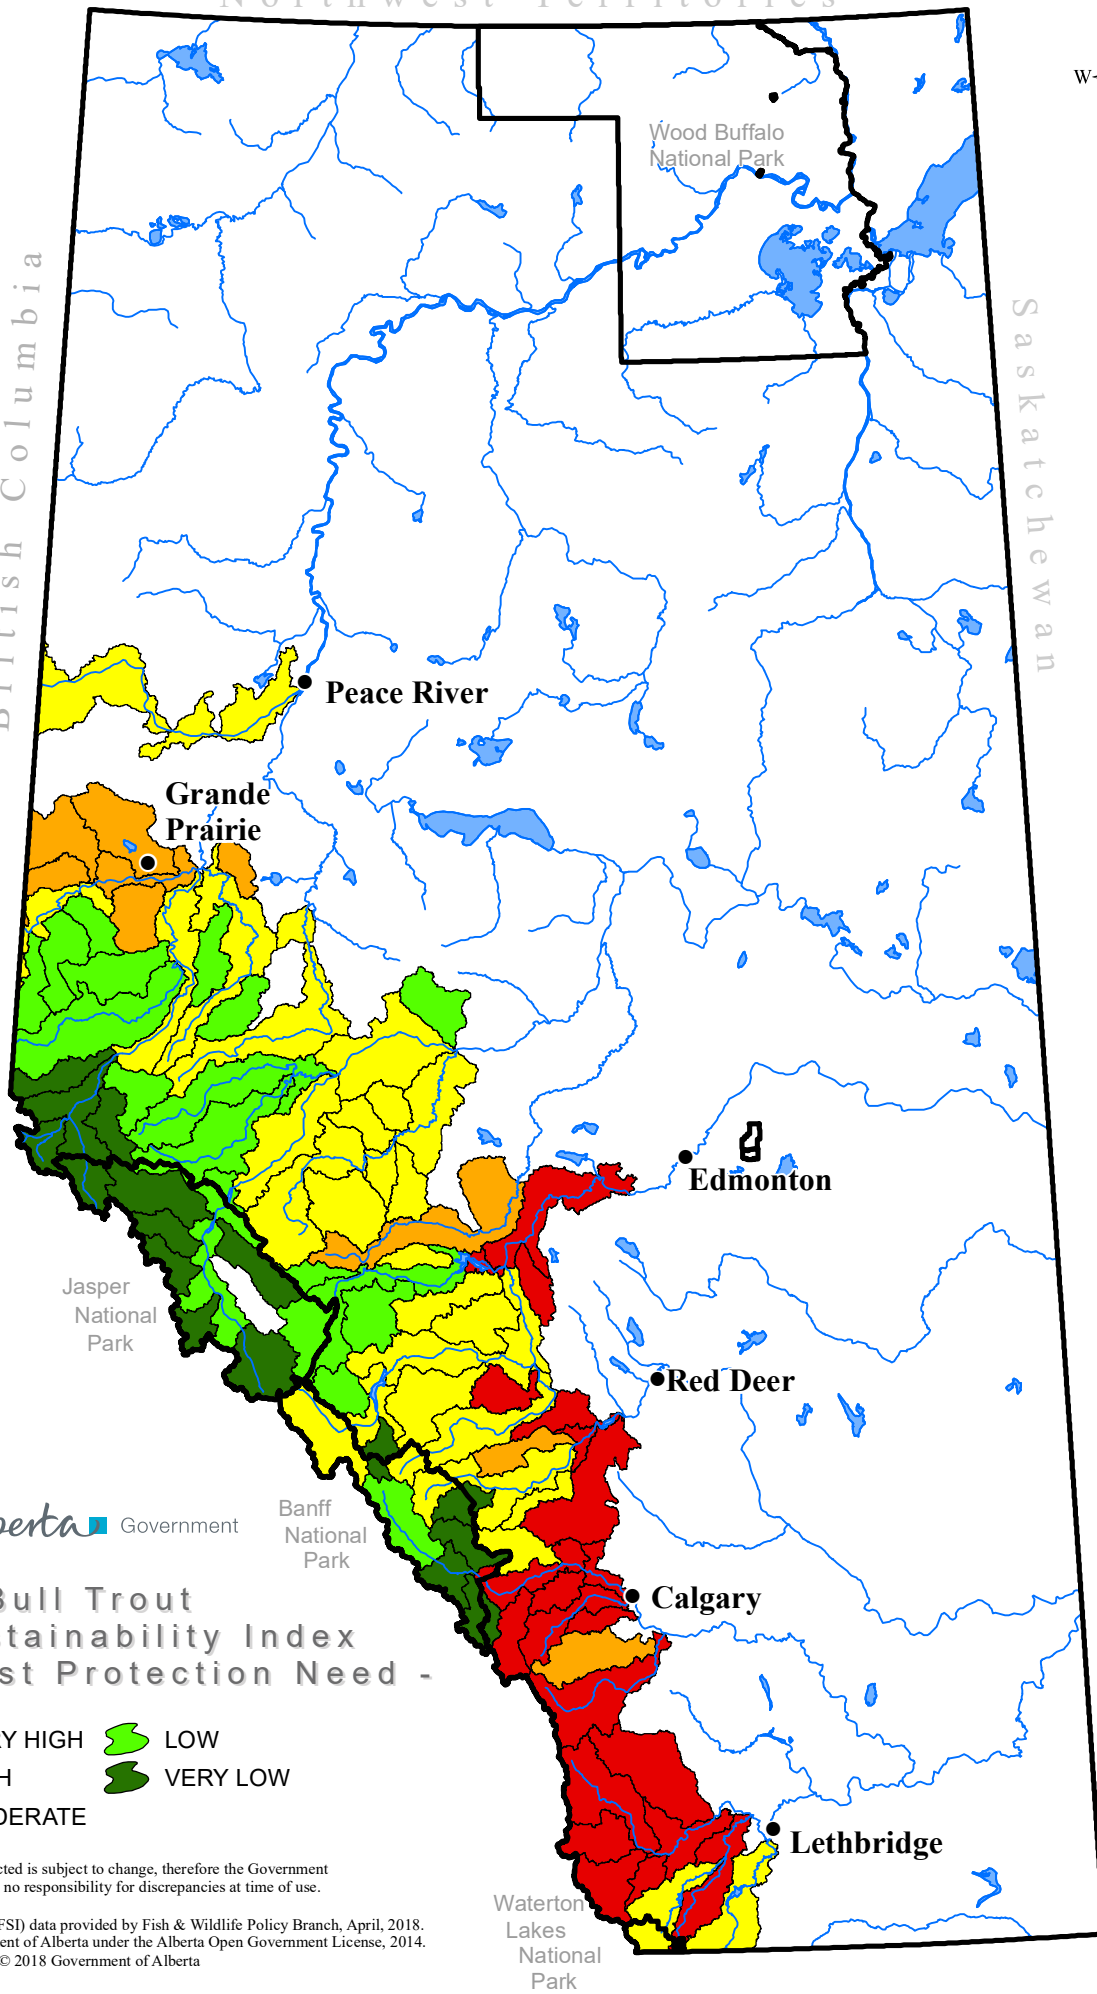 Northwest Territories
W
British Columbia
Saskatchewan
Wood Buffalo
National Park
Peace River
Grande
Prairie
Edmonton
Jasper
National
Park
Red Deer
Banff
National
Park
Government
Calgary
Bull Trout
tainability Index
st Protection Need -
RY HIGH
LOW
H
VERY LOW
DERATE
Lethbridge
cted is subject to change, therefore the Government
no responsibility for discrepancies at time of use.
Waterton
Lakes
National
Park
FSI) data provided by Fish & Wildlife Policy Branch, April, 2018.
ent of Alberta under the Alberta Open Government License, 2014.
© 2018 Government of Alberta